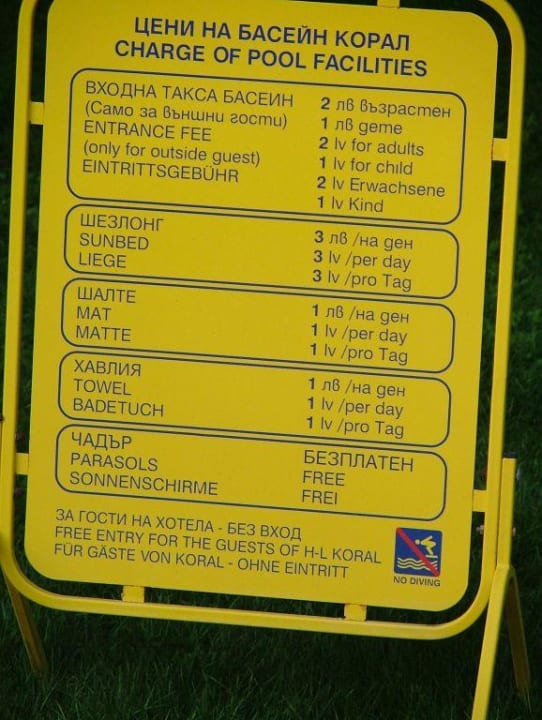 ЦЕНИ НА БАСЕЙН КОРАЛ
CHARGE OF POOL FACILITIES
ВХОДНА ТАКСА БАСЕИН 2 лв възрастен
(Само за външни гости) 1 лв дете
ENTRANCE FEE 2 lv for adults
(only for outside guest) 1 lv for child
EINTRITTSGEBÜHR 2 lv Erwachsene
1 lv Kind
ШЕЗЛОНГ 3 лв /на ден
SUNBED 3 lv /per day
LIEGE 3 lv /pro Tag
ШАЛТЕ 1 лв /на ден
MAT 1 lv /per day
MATTE 1 lv /pro Tag
ХАВЛИЯ 1 лв /на ден
TOWEL 1 lv /per day
BADETUCH 1 lv /pro Tag
ЧАДЪР БЕЗПЛАТЕН
PARASOLS FREE
SONNENSCHIRME FREI
ЗА ГОСТИ НА ХОТЕЛА - БЕЗ ВХОД
FREE ENTRY FOR THE GUESTS OF H-L KORAL
FÜR GÄSTE VON KORAL - OHNE EINTRITT
NO DIVING